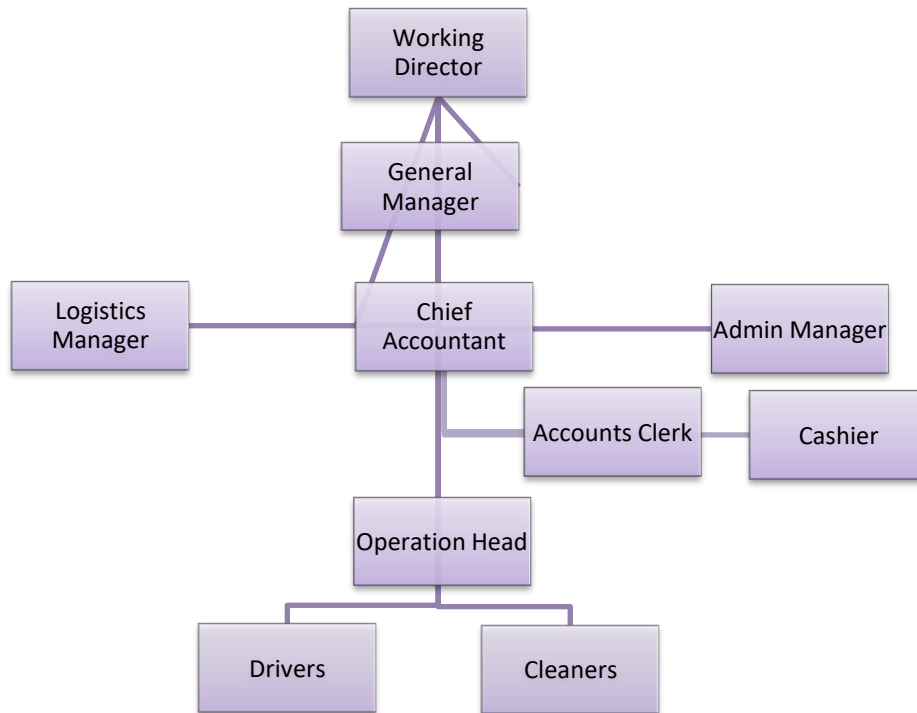 Working
Director
General
Manager
Logistics
Manager
Chief
Accountant
Admin Manager
Accounts Clerk
Cashier
Operation Head
Drivers
Cleaners